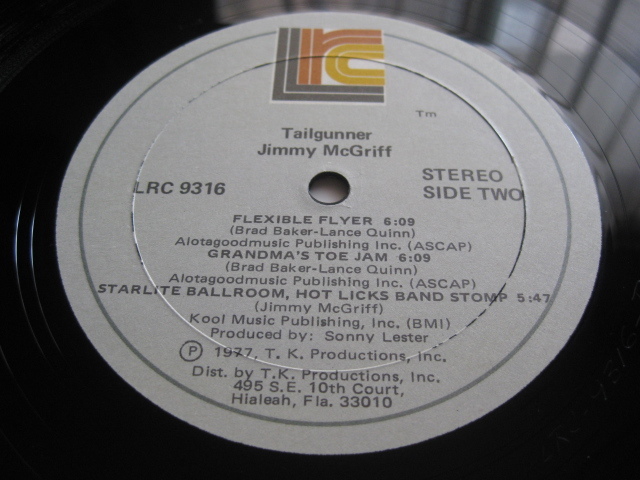 lrc
Tm
Tailgunner
Jimmy McGriff
LRC 9316
STEREO
SIDE TWO
FLEXIBLE FLYER 6:09
(Brad Baker-Lance Quinn)
Alotagoodmusic Publishing Inc. (ASCAP)
GRANDMA'S TOE JAM 6:09
(Brad Baker-Lance Quinn)
Alotagoodmusic Publishing Inc. (ASCAP)
STARLITE BALLROOM, HOT LICKS BAND STOMP 5:47
(Jimmy McGriff)
Kool Music Publishing, Inc. (BMI)
Produced by: Sonny Lester
℗ 1977, T. K. Productions, Inc.
Dist. by T.K. Productions, Inc.
495 S.E. 10th Court,
Hialeah, Fla. 33010